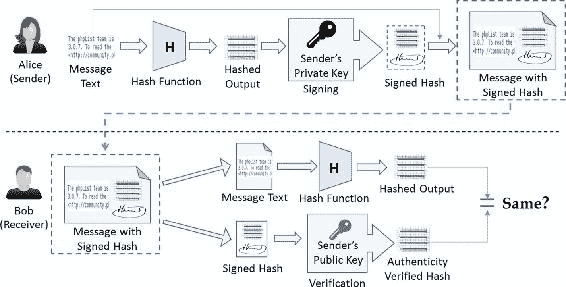 Alice
(Sender)
The phpList team is
3.0.7. To read the
<http://community.pl
Message
Text
H
Hash Function
Hashed
Output
Sender's
Private Key
Signing
Signed Hash
The phpList team is
3.0.7. To read the
<http://community.pl
Message with
Signed Hash
Bob
(Receiver)
The phpList team is
3.0.7. To read the
<http://community.pl
Message with
Signed Hash
The phpList team is
3.0.7. To read the
<http://community.pl
Message Text
H
Hash Function
Hashed Output
Signed Hash
Sender's
Public Key
Verification
Authenticity
Verified Hash
= Same?